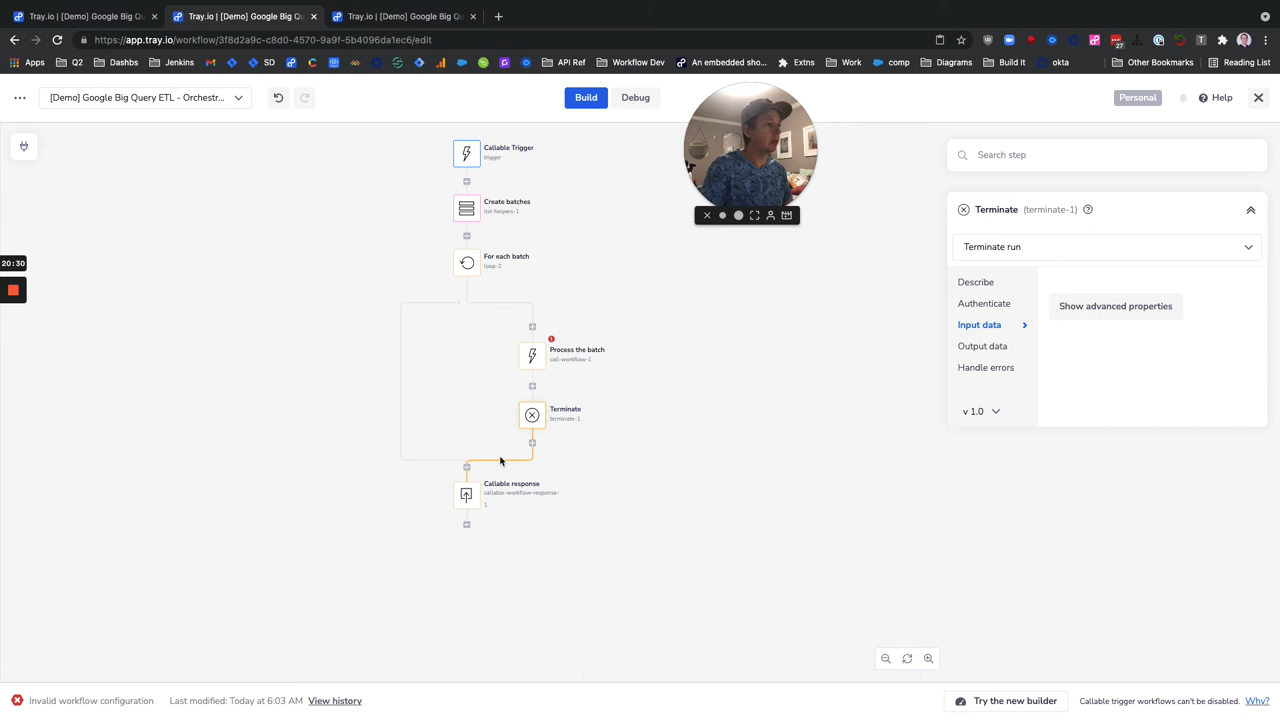 Tray.io | [Demo] Google Big Qu
Tray.io | [Demo] Google Big Qu
Tray.io | [Demo] Google Big Qu
https://app.tray.io/workflow/3f8d2a9c-c8d0-4570-9a9f-5b4096da1ec6/edit
27
Apps
Q2
Dashbs
Jenkins
SD
API Ref
Workflow Dev
An embedded sho...
Work
comp
Diagrams
Build It
okta
Other Bookmarks
Reading List
[Demo] Google Big Query ETL - Orchestr...
Build
Debug
Personal
Help
Callable Trigger
trigger
Create batches
list-helpers-1
For each batch
loop-2
Process the batch
call-workflow-1
Terminate
terminate-1
Callable response
callable-workflow-response-
1
20:30
Search step
Terminate (terminate-1)
Terminate run
Describe
Authenticate
Input data
Output data
Handle errors
v 1.0
Show advanced properties
Invalid workflow configuration
Last modified: Today at 6:03 AM
View history
Try the new builder
Callable trigger workflows can't be disabled. Why?